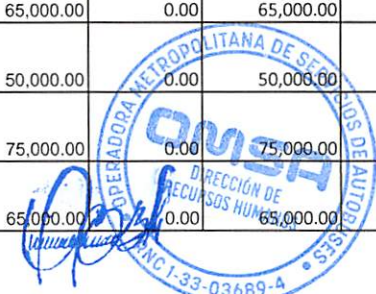 65,000.00 0.00 65,000.00
50,000.00 0.00 50,000.00
75,000.00 0.00 75,000.00
65,000.00 0.00 65,000.00
OPERADORA METROPOLITANA DE SERVICIOS DE AUTOBUSES
OMSA
DIRECCIÓN DE
RECURSOS HUMANOS
RNC 1-33-03689-4